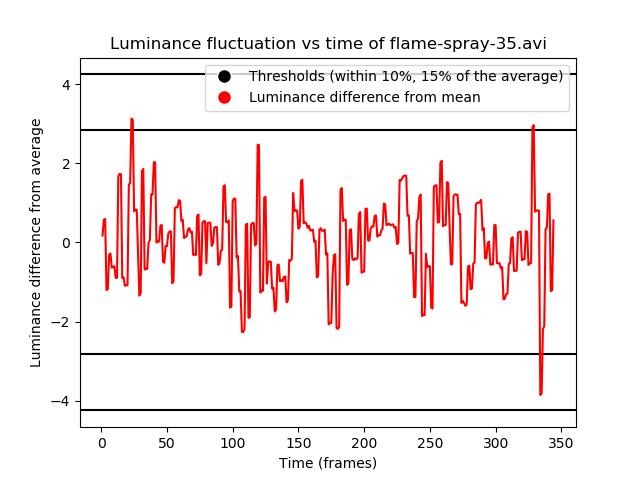 Luminance fluctuation vs time of flame-spray-35.avi
Thresholds (within 10%, 15% of the average)
Luminance difference from mean
Luminance difference from average
4
2
0
−2
−4
0 50 100 150 200 250 300 350
Time (frames)